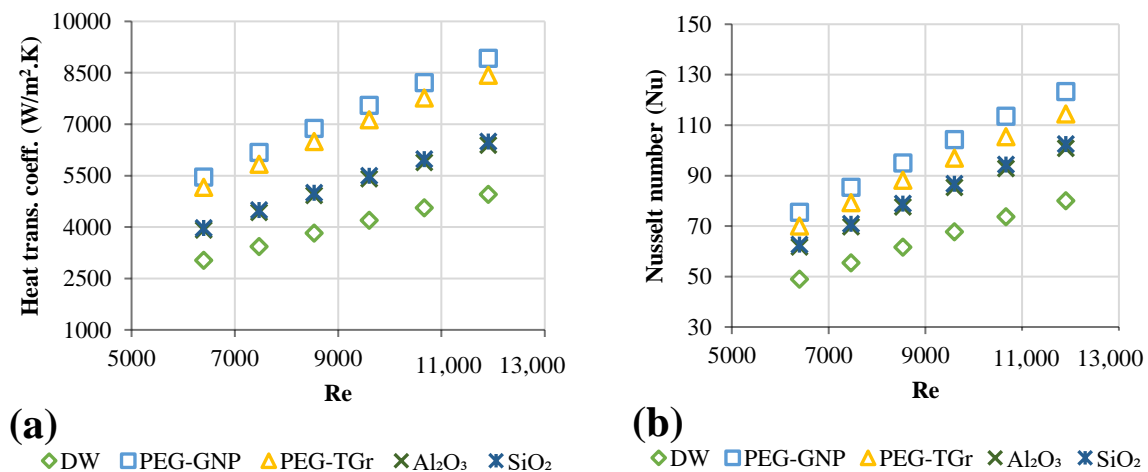 Heat trans. coeff. (W/m².K)
10000
8500
7000
5500
4000
2500
1000
5000 7000 9000 11,000 13,000
Re
(a)
DW PEG-GNP PEG-TGr Al₂O₃ SiO₂
Nusselt number (Nu)
150
130
110
90
70
50
30
5000 7000 9000 11,000 13,000
Re
(b)
DW PEG-GNP PEG-TGr Al₂O₃ SiO₂